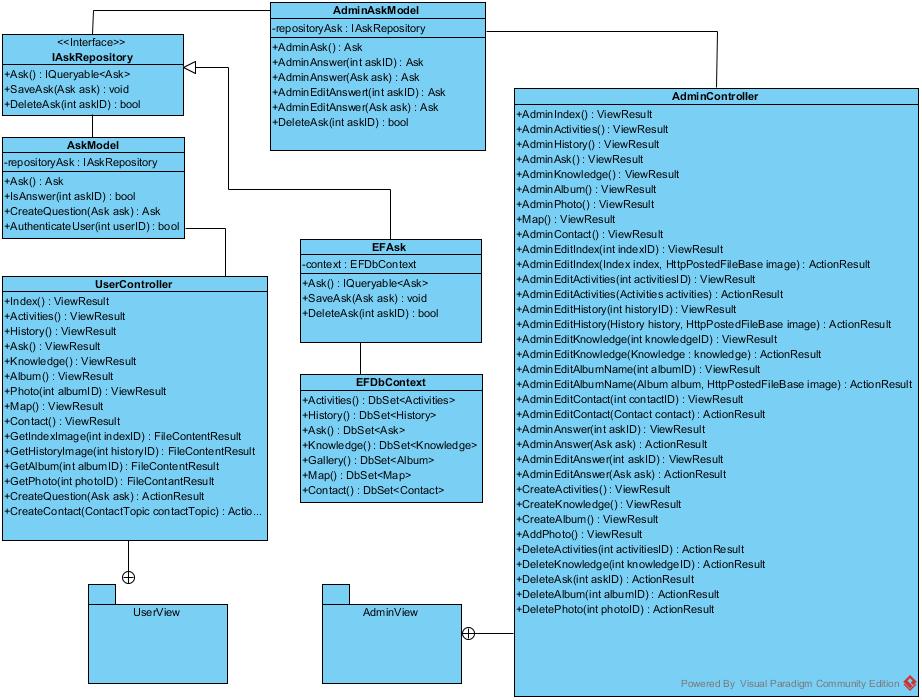 AdminAskModel
-repositoryAsk : IAskRepository
+AdminAsk() : Ask
+AdminAnswer(int askID) : Ask
+AdminAnswer(Ask ask) : Ask
+AdminEditAnswert(int askID) : Ask
+AdminEditAnswer(Ask ask) : Ask
+DeleteAsk(int askID) : bool
<<Interface>>
IAskRepository
+Ask() : IQueryable<Ask>
+SaveAsk(Ask ask) : void
+DeleteAsk(int askID) : bool
AskModel
-repositoryAsk : IAskRepository
+Ask() : Ask
+IsAnswer(int askID) : bool
+CreateQuestion(Ask ask) : Ask
+AuthenticateUser(int userID) : bool
AdminController
+AdminIndex() : ViewResult
+AdminActivities() : ViewResult
+AdminHistory() : ViewResult
+AdminAsk() : ViewResult
+AdminKnowledge() : ViewResult
+AdminAlbum() : ViewResult
+AdminPhoto() : ViewResult
+Map() : ViewResult
+AdminContact() : ViewResult
+AdminEditIndex(int indexID) : ViewResult
+AdminEditIndex(Index index, HttpPostedFileBase image) : ActionResult
+AdminEditActivities(int activitiesID) : ViewResult
+AdminEditActivities(Activities activities) : ActionResult
+AdminEditHistory(int historyID) : ViewResult
+AdminEditHistory(History history, HttpPostedFileBase image) : ActionResult
+AdminEditKnowledge(int knowledgeID) : ViewResult
+AdminEditKnowledge(Knowledge : knowledge) : ActionResult
+AdminEditAlbumName(int albumID) : ViewResult
+AdminEditAlbumName(Album album, HttpPostedFileBase image) : ActionResult
+AdminEditContact(int contactID) : ViewResult
+AdminEditContact(Contact contact) : ActionResult
+AdminAnswer(int askID) : ViewResult
+AdminAnswer(Ask ask) : ActionResult
+AdminEditAnswer(int askID) : ViewResult
+AdminEditAnswer(Ask ask) : ActionResult
+CreateActivities() : ViewResult
+CreateKnowledge() : ViewResult
+CreateAlbum() : ViewResult
+AddPhoto() : ViewResult
+DeleteActivities(int activitiesID) : ActionResult
+DeleteKnowledge(int knowledgeID) : ActionResult
+DeleteAsk(int askID) : ActionResult
+DeleteAlbum(int albumID) : ActionResult
+DeletePhoto(int photoID) : ActionResult
EFAsk
-context : EFDbContext
+Ask() : IQueryable<Ask>
+SaveAsk(Ask ask) : void
+DeleteAsk(int askID) : bool
UserController
+Index() : ViewResult
+Activities() : ViewResult
+History() : ViewResult
+Ask() : ViewResult
+Knowledge() : ViewResult
+Album() : ViewResult
+Photo(int albumID) : ViewResult
+Map() : ViewResult
+Contact() : ViewResult
+GetIndexImage(int indexID) : FileContentResult
+GetHistoryImage(int historyID) : FileContentResult
+GetAlbum(int albumID) : FileContentResult
+GetPhoto(int photoID) : FileContantResult
+CreateQuestion(Ask ask) : ActionResult
+CreateContact(ContactTopic contactTopic) : Actio...
EFDbContext
+Activities() : DbSet<Activities>
+History() : DbSet<History>
+Ask() : DbSet<Ask>
+Knowledge() : DbSet<Knowledge>
+Gallery() : DbSet<Album>
+Map() : DbSet<Map>
+Contact() : DbSet<Contact>
UserView
AdminView
Powered By Visual Paradigm Community Edition